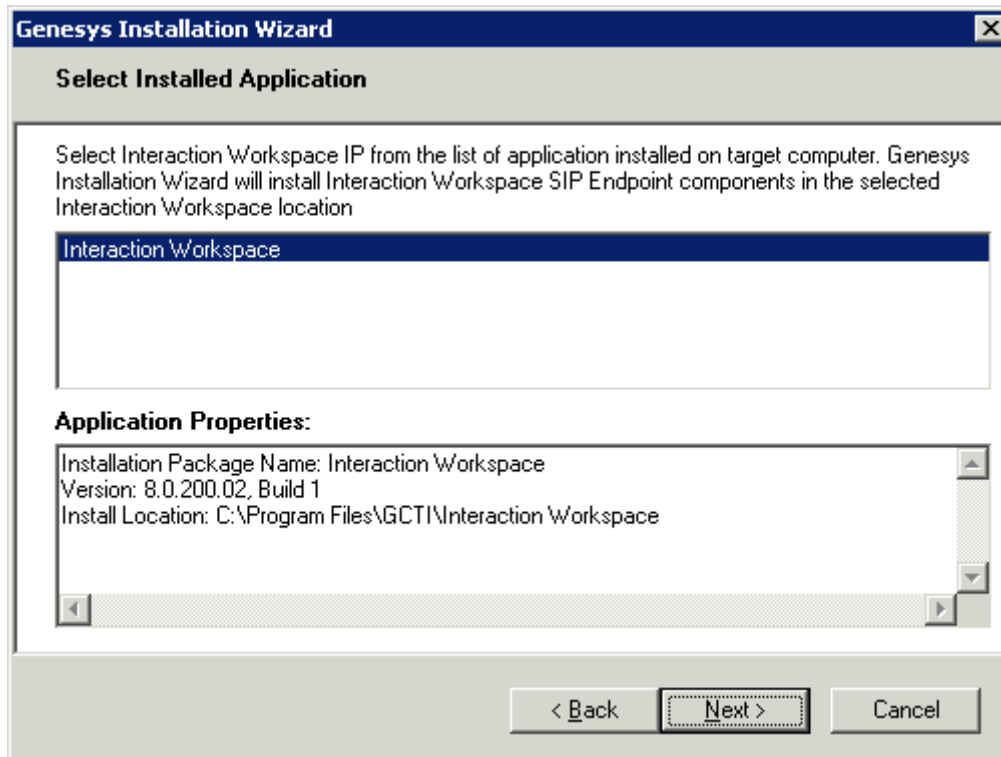 Genesys Installation Wizard
Select Installed Application
Select Interaction Workspace IP from the list of application installed on target computer. Genesys
Installation Wizard will install Interaction Workspace SIP Endpoint components in the selected
Interaction Workspace location
Interaction Workspace
Application Properties:
Installation Package Name: Interaction Workspace
Version: 8.0.200.02, Build 1
Install Location: C:\Program Files\GCTI\Interaction Workspace
< Back
Next >
Cancel